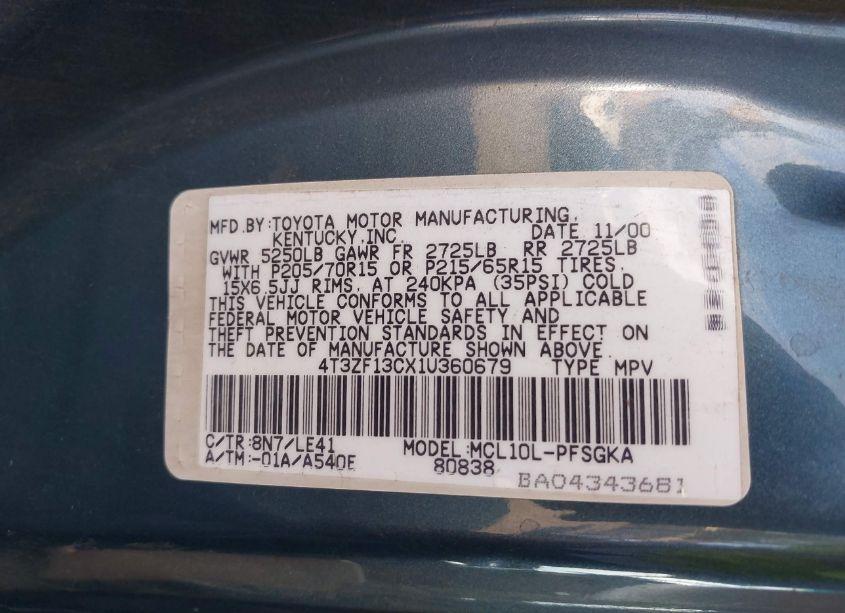 MFD.BY:TOYOTA MOTOR MANUFACTURING,
KENTUCKY,INC. DATE 11/00
GVWR 5250LB GAWR FR 2725LB RR 2725LB
WITH P205/70R15 OR P215/65R15 TIRES,
15X6.5JJ RIMS, AT 240KPA (35PSI) COLD
THIS VEHICLE CONFORMS TO ALL APPLICABLE
FEDERAL MOTOR VEHICLE SAFETY AND
THEFT PREVENTION STANDARDS IN EFFECT ON
THE DATE OF MANUFACTURE SHOWN ABOVE.
4T3ZF13CX1U360679 TYPE MPV
C/TR:8N7/LE41 MODEL:MCL10L-PFSGKA
A/TM:-01A/A540E 80838
BA04343681